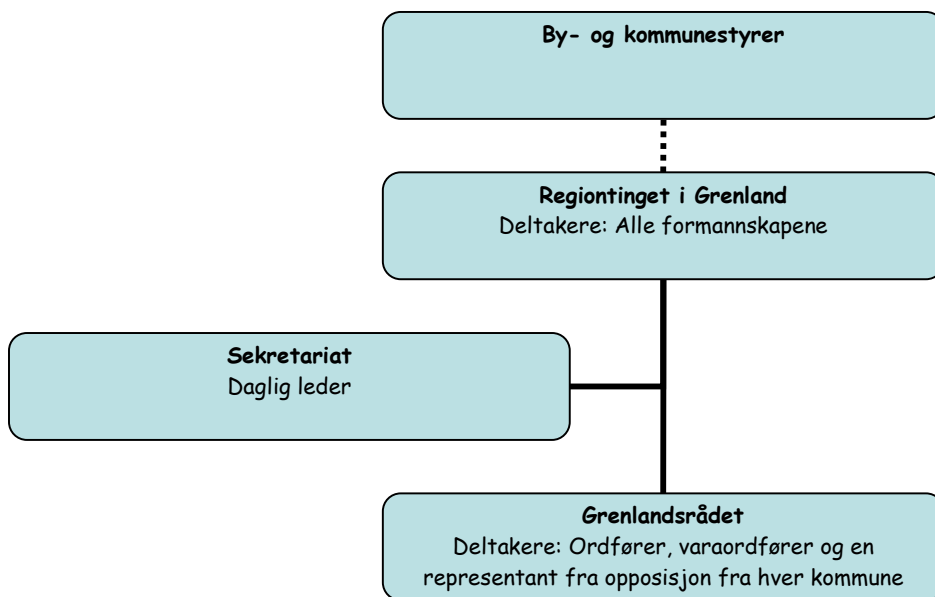 By- og kommunestyrer
Regiontinget i Grenland
Deltakere: Alle formannskapene
Sekretariat
Daglig leder
Grenlandsrådet
Deltakere: Ordfører, varaordfører og en
representant fra opposisjon fra hver kommune